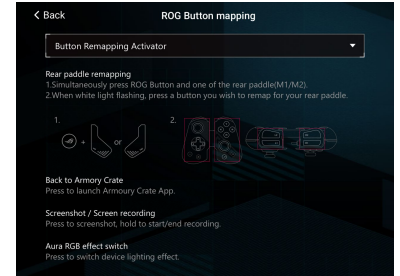 Back
ROG Button mapping
Button Remapping Activator
Rear paddle remapping
1.Simultaneously press ROG Button and one of the rear paddle(M1/M2).
2.When white light flashing, press a button you wish to remap for your rear paddle.
1.
2.
+
or
Back to Armory Crate
Press to launch Armoury Crate App.
Screenshot / Screen recording
Press to screenshot, hold to start/end recording.
Aura RGB effect switch
Press to switch device lighting effect.